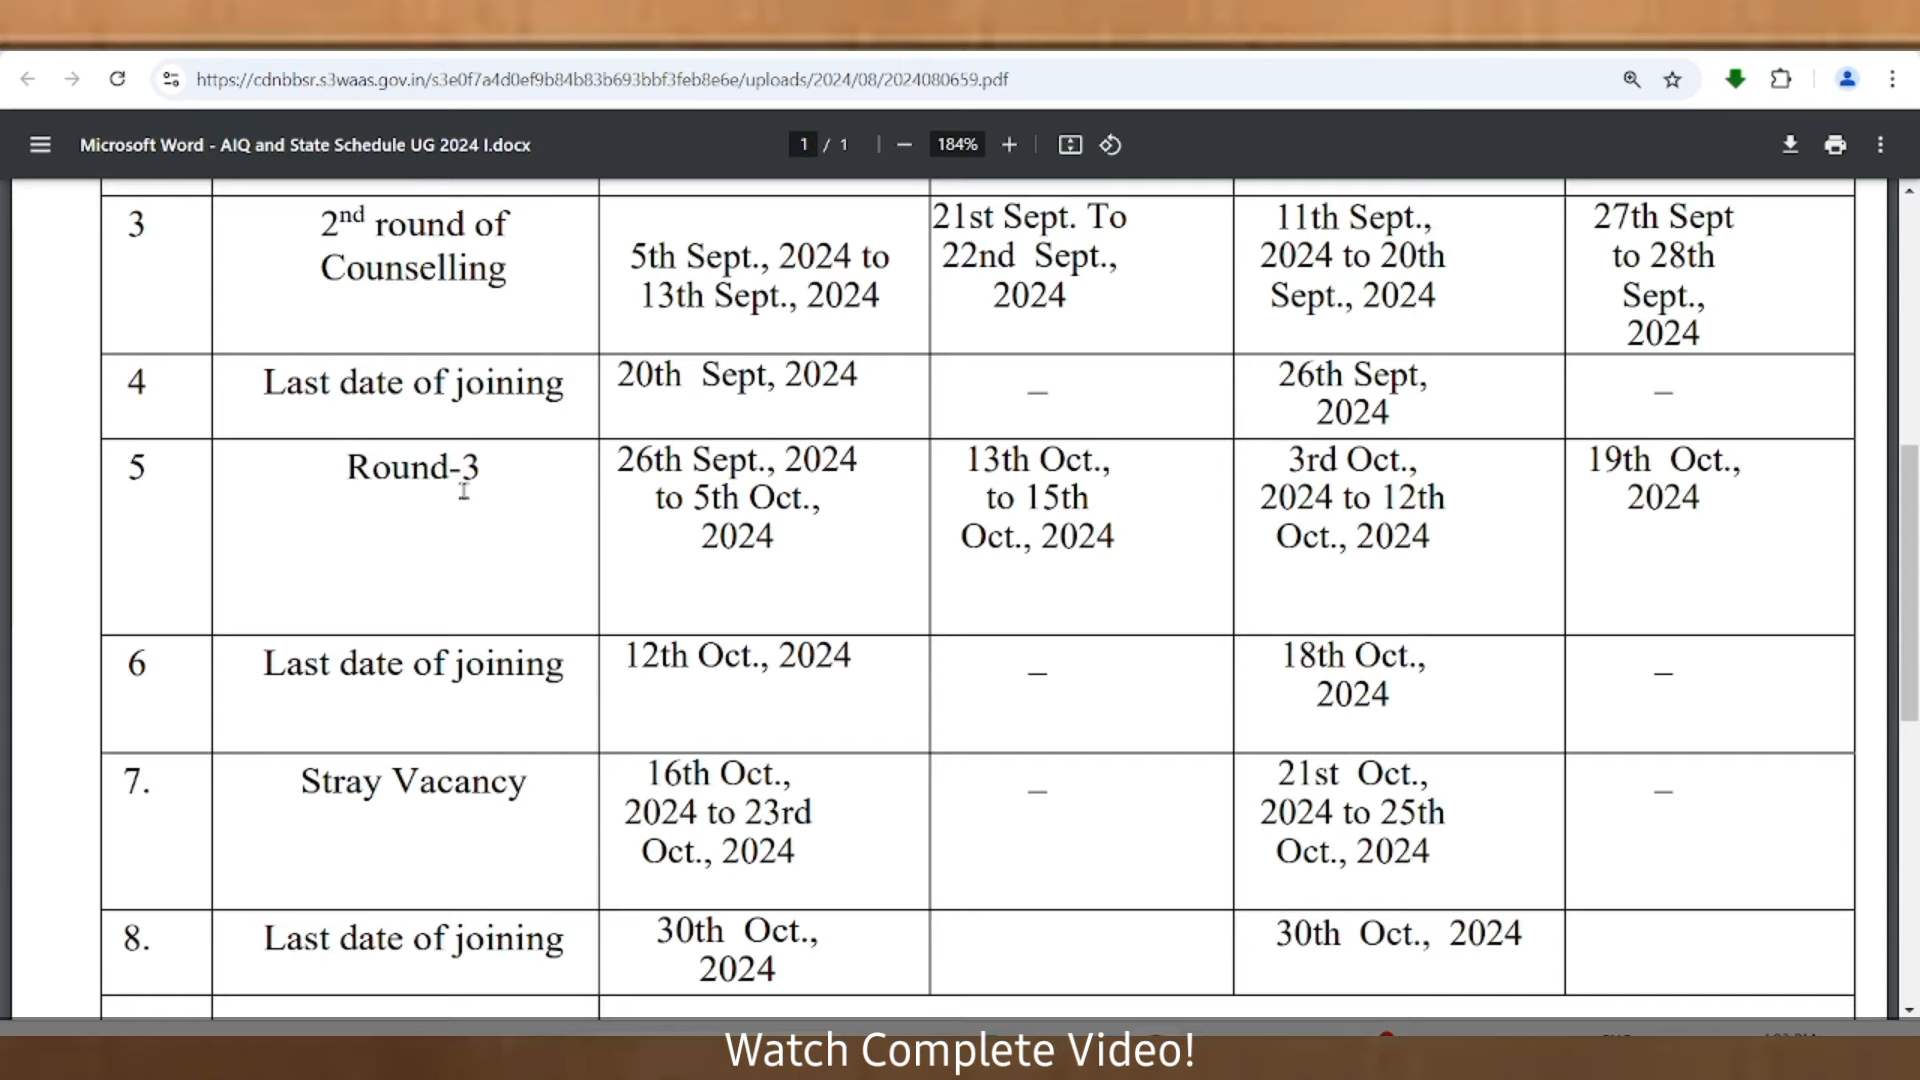 https://cdnbbsr.s3waas.gov.in/s3e0f7a4d0ef9b84b83b693bbf3feb8e6e/uploads/2024/08/2024080659.pdf
Microsoft Word - AIQ and State Schedule UG 2024 I.docx
1 / 1
184%
3
2nd round of
Counselling
5th Sept., 2024 to
13th Sept., 2024
21st Sept. To
22nd Sept.,
2024
11th Sept.,
2024 to 20th
Sept., 2024
27th Sept
to 28th
Sept.,
2024
4
Last date of joining
20th Sept, 2024
–
26th Sept,
2024
–
5
Round-3
26th Sept., 2024
to 5th Oct.,
2024
13th Oct.,
to 15th
Oct., 2024
3rd Oct.,
2024 to 12th
Oct., 2024
19th Oct.,
2024
6
Last date of joining
12th Oct., 2024
–
18th Oct.,
2024
–
7.
Stray Vacancy
16th Oct.,
2024 to 23rd
Oct., 2024
–
21st Oct.,
2024 to 25th
Oct., 2024
–
8.
Last date of joining
30th Oct.,
2024
30th Oct., 2024
Watch Complete Video!